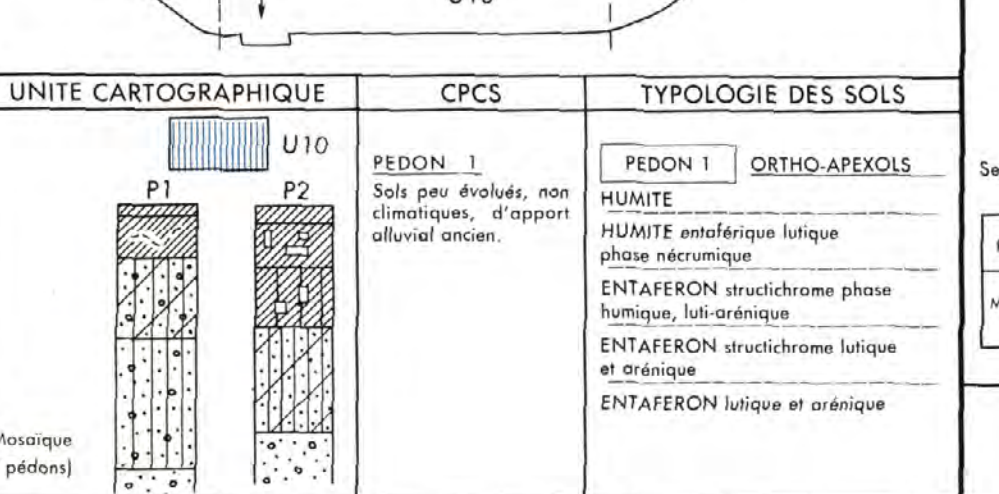 UNITE CARTOGRAPHIQUE
CPCS
TYPOLOGIE DES SOLS
U10
P1
P2
Mosaïque
pédons)
PEDON 1
Sols peu évolués, non
climatiques, d'apport
alluvial ancien.
PEDON 1 ORTHO-APEXOLS
HUMITE
HUMITE entaférique lutique
phase nécrumique
ENTAFERON structichrome phase
humique, luti-arénique
ENTAFERON structichrome lutique
et arénique
ENTAFERON lutique et arénique
Se